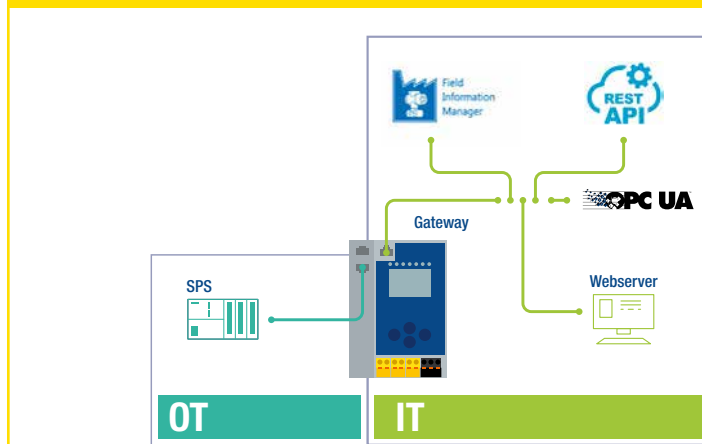 Field
Information
Manager
REST
API
OPC UA
Gateway
SPS
Webserver
OT
IT